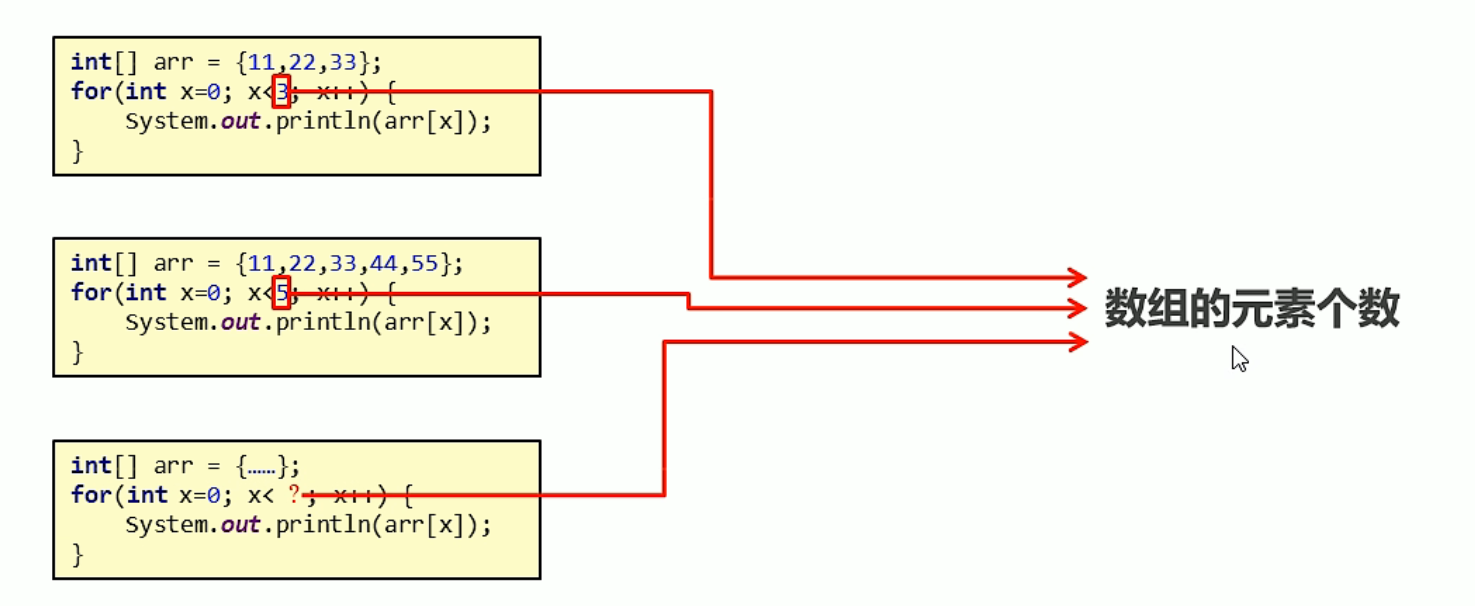 int[] arr = {11,22,33};
for(int x=0; x<3; x++) {
    System.out.println(arr[x]);
}
int[] arr = {11,22,33,44,55};
for(int x=0; x<5; x++) {
    System.out.println(arr[x]);
}
数组的元素个数
int[] arr = {……};
for(int x=0; x< ?; x++) {
    System.out.println(arr[x]);
}